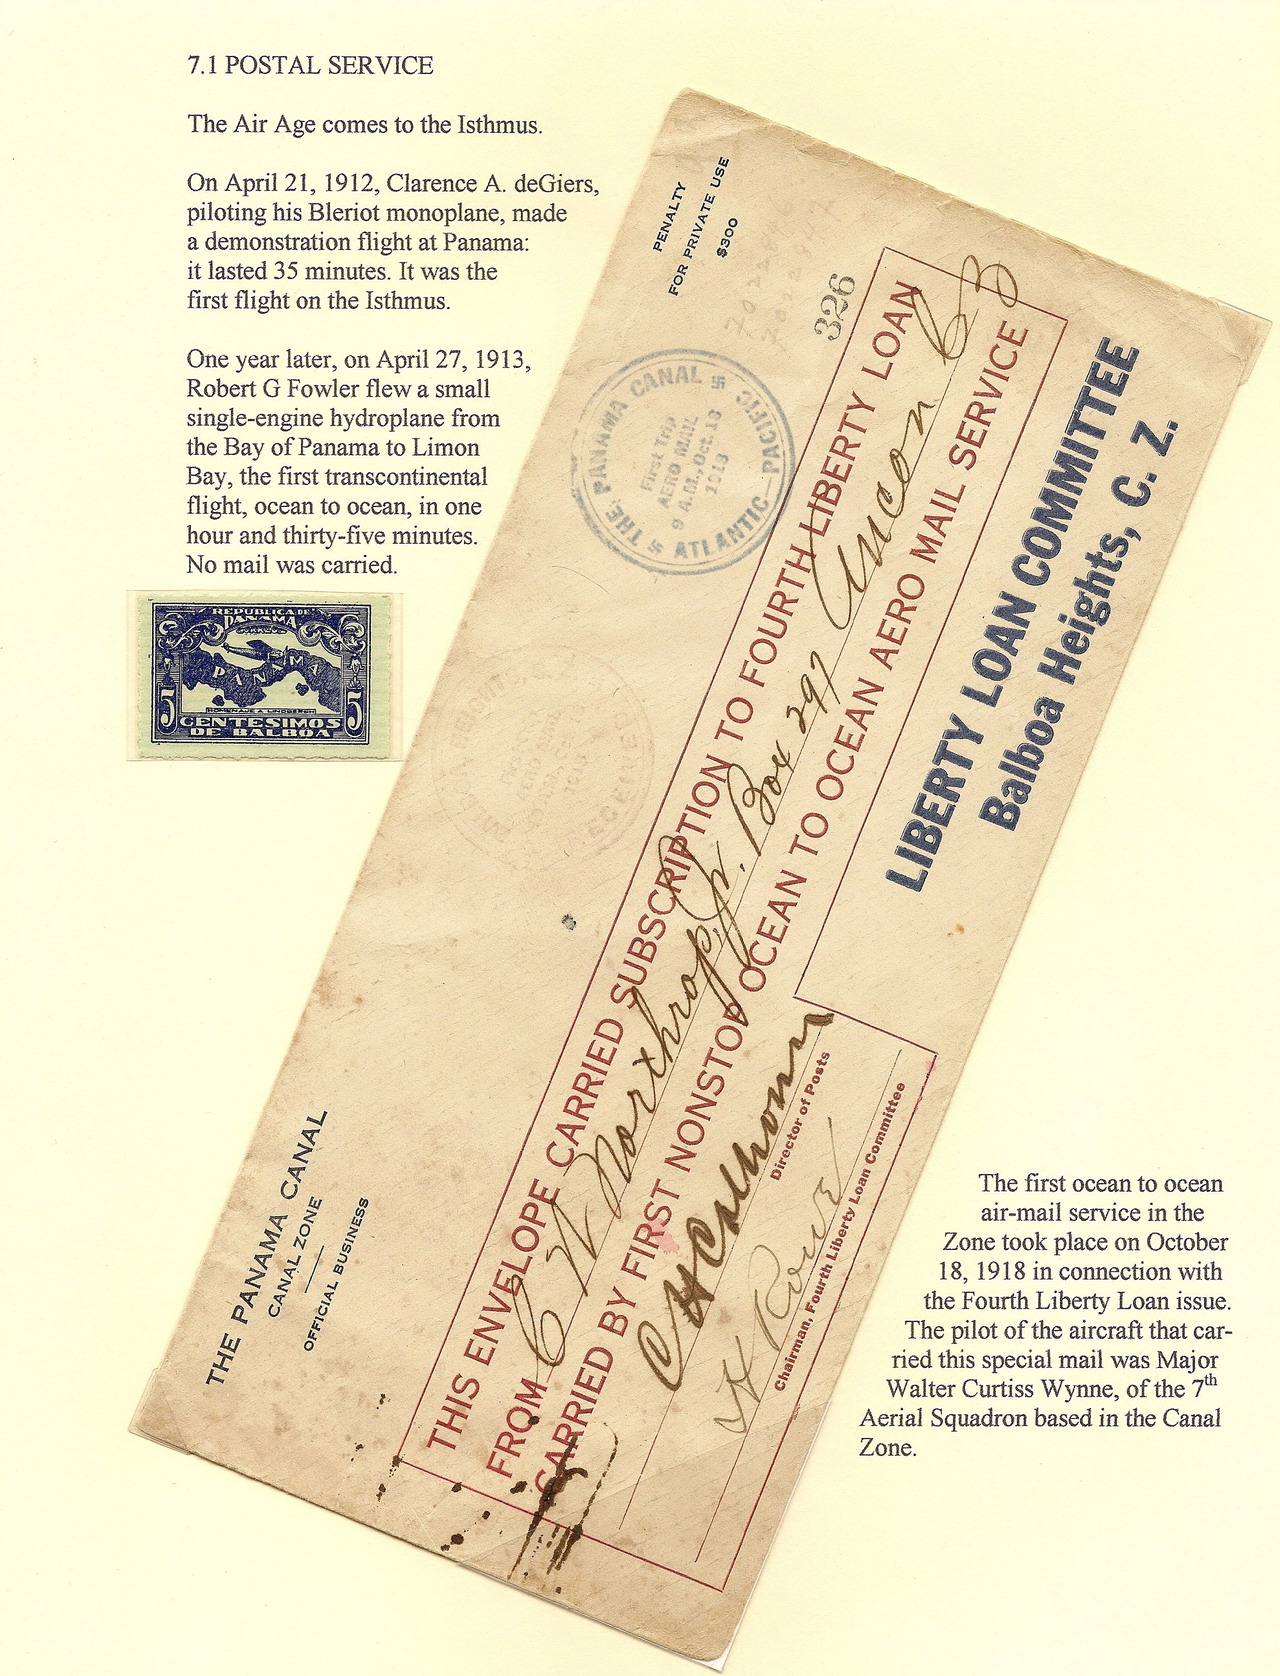 7.1 POSTAL SERVICE
The Air Age comes to the Isthmus.
On April 21, 1912, Clarence A. deGiers,
piloting his Bleriot monoplane, made
a demonstration flight at Panama:
it lasted 35 minutes. It was the
first flight on the Isthmus.
One year later, on April 27, 1913,
Robert G Fowler flew a small
single-engine hydroplane from
the Bay of Panama to Limon
Bay, the first transcontinental
flight, ocean to ocean, in one
hour and thirty-five minutes.
No mail was carried.
REPUBLICA DE
PANAMA
CORREOS
PANAMA
HOMENAJE A LINDBERGH
5 CENTESIMOS 5
DE BALBOA
THE PANAMA CANAL
CANAL ZONE
OFFICIAL BUSINESS
PENALTY
FOR PRIVATE USE
$300
326
THE PANAMA CANAL
ATLANTIC - PACIFIC
First Trip
AERO MAIL
9 A.M., Oct. 18
1918
THIS ENVELOPE CARRIED SUBSCRIPTION TO FOURTH LIBERTY LOAN
FROM C W Northrop, Jr. Box 297 Ancon C3
CARRIED BY FIRST NONSTOP OCEAN TO OCEAN AERO MAIL SERVICE
Director of Posts
Chairman, Fourth Liberty Loan Committee
LIBERTY LOAN COMMITTEE
Balboa Heights, C. Z.
The first ocean to ocean
air-mail service in the
Zone took place on October
18, 1918 in connection with
the Fourth Liberty Loan issue.
The pilot of the aircraft that car-
ried this special mail was Major
Walter Curtiss Wynne, of the 7th
Aerial Squadron based in the Canal
Zone.